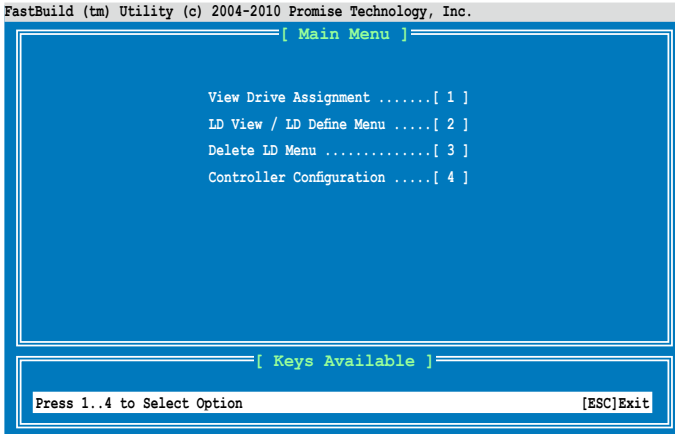 FastBuild (tm) Utility (c) 2004-2010 Promise Technology, Inc.
[ Main Menu ]
View Drive Assignment .......[ 1 ]
LD View / LD Define Menu .....[ 2 ]
Delete LD Menu ..............[ 3 ]
Controller Configuration .....[ 4 ]
[ Keys Available ]
Press 1..4 to Select Option [ESC]Exit